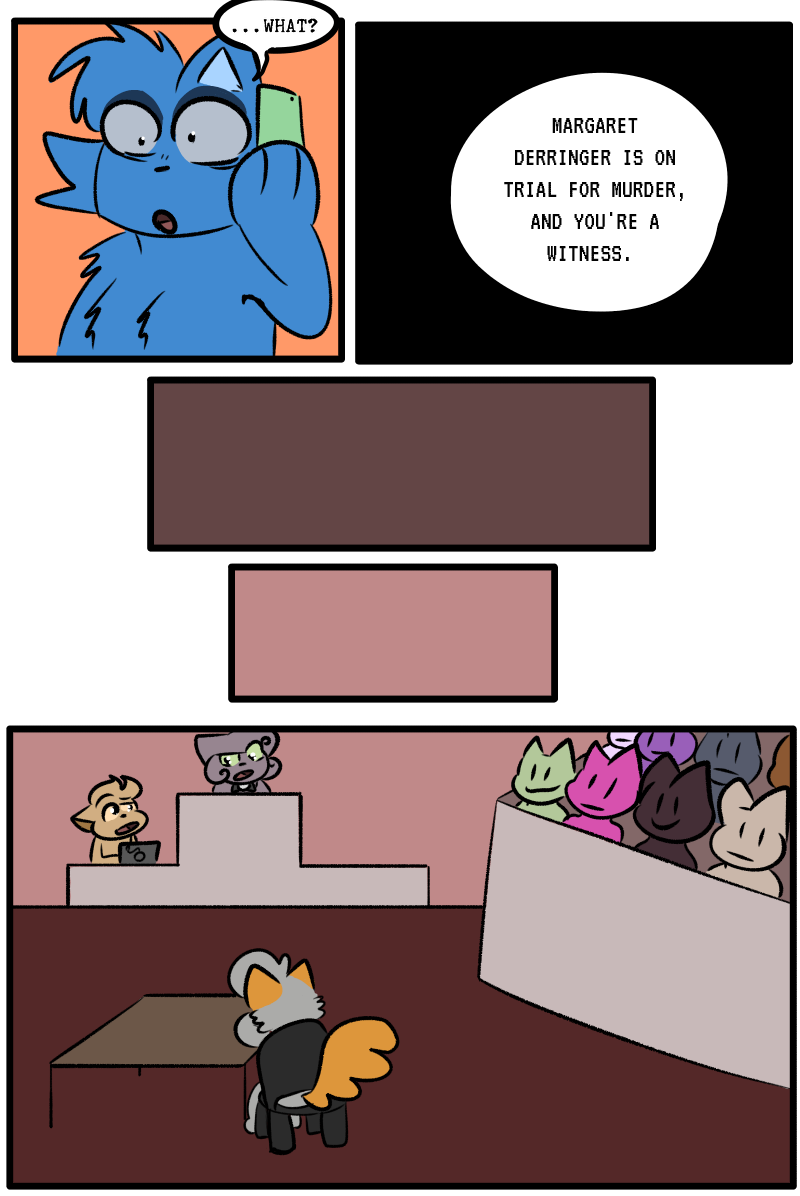 ...WHAT?
MARGARET
DERRINGER IS ON
TRIAL FOR MURDER,
AND YOU'RE A
WITNESS.